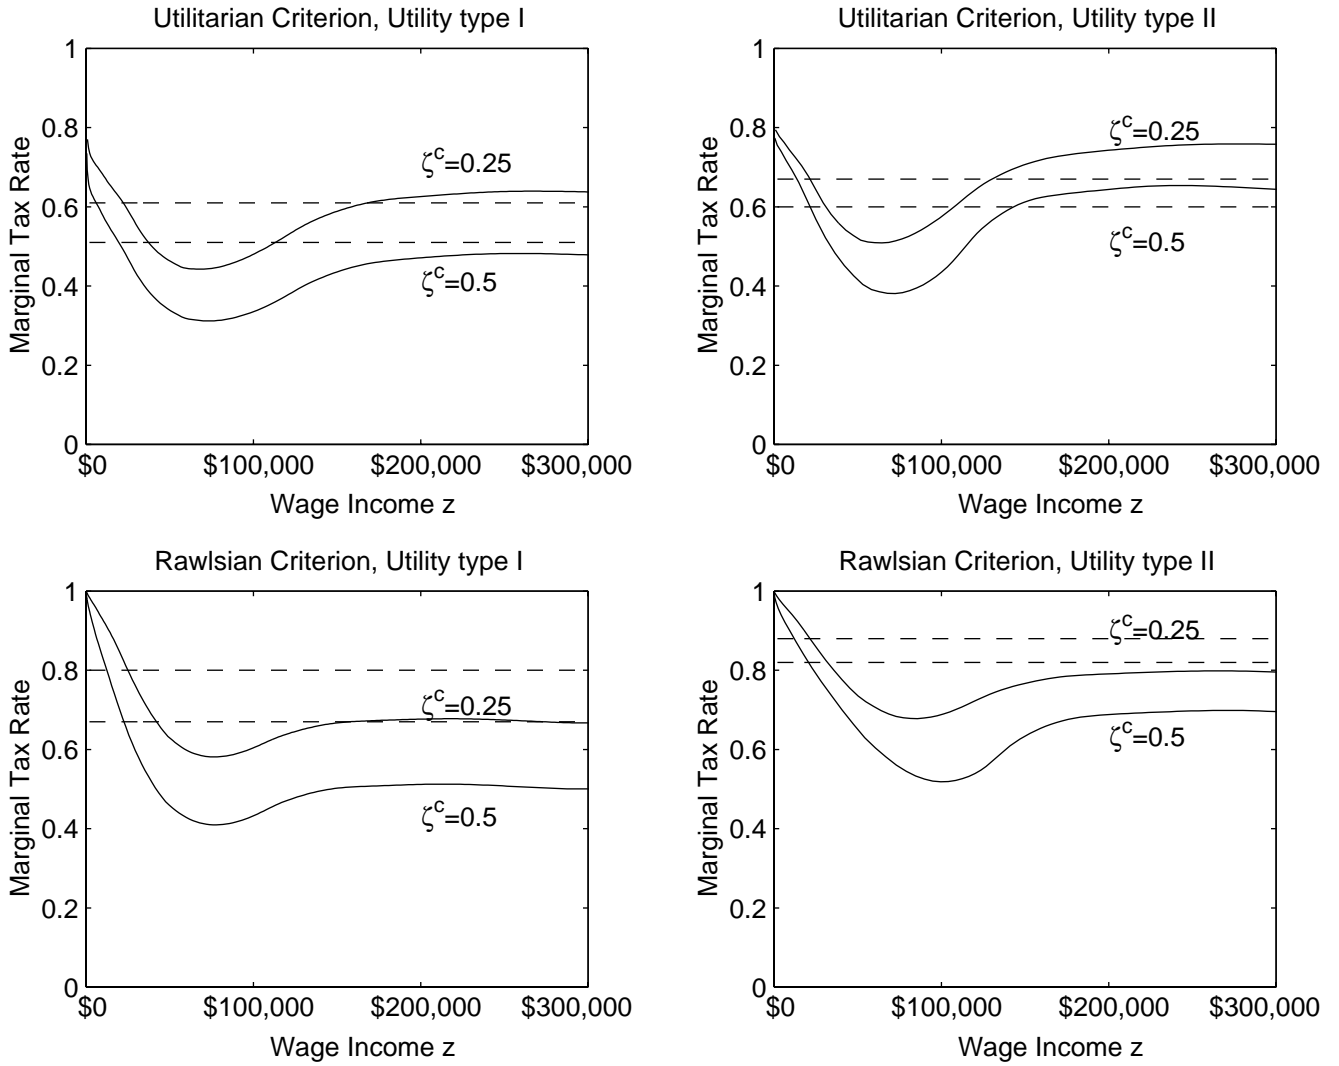 Utilitarian Criterion, Utility type I
Marginal Tax Rate
1
0.8
0.6
0.4
0.2
0
ζc=0.25
ζc=0.5
$0
$100,000
$200,000
$300,000
Wage Income z
Utilitarian Criterion, Utility type II
Marginal Tax Rate
1
0.8
0.6
0.4
0.2
0
ζc=0.25
ζc=0.5
$0
$100,000
$200,000
$300,000
Wage Income z
Rawlsian Criterion, Utility type I
Marginal Tax Rate
1
0.8
0.6
0.4
0.2
0
ζc=0.25
ζc=0.5
$0
$100,000
$200,000
$300,000
Wage Income z
Rawlsian Criterion, Utility type II
Marginal Tax Rate
1
0.8
0.6
0.4
0.2
0
ζc=0.25
ζc=0.5
$0
$100,000
$200,000
$300,000
Wage Income z